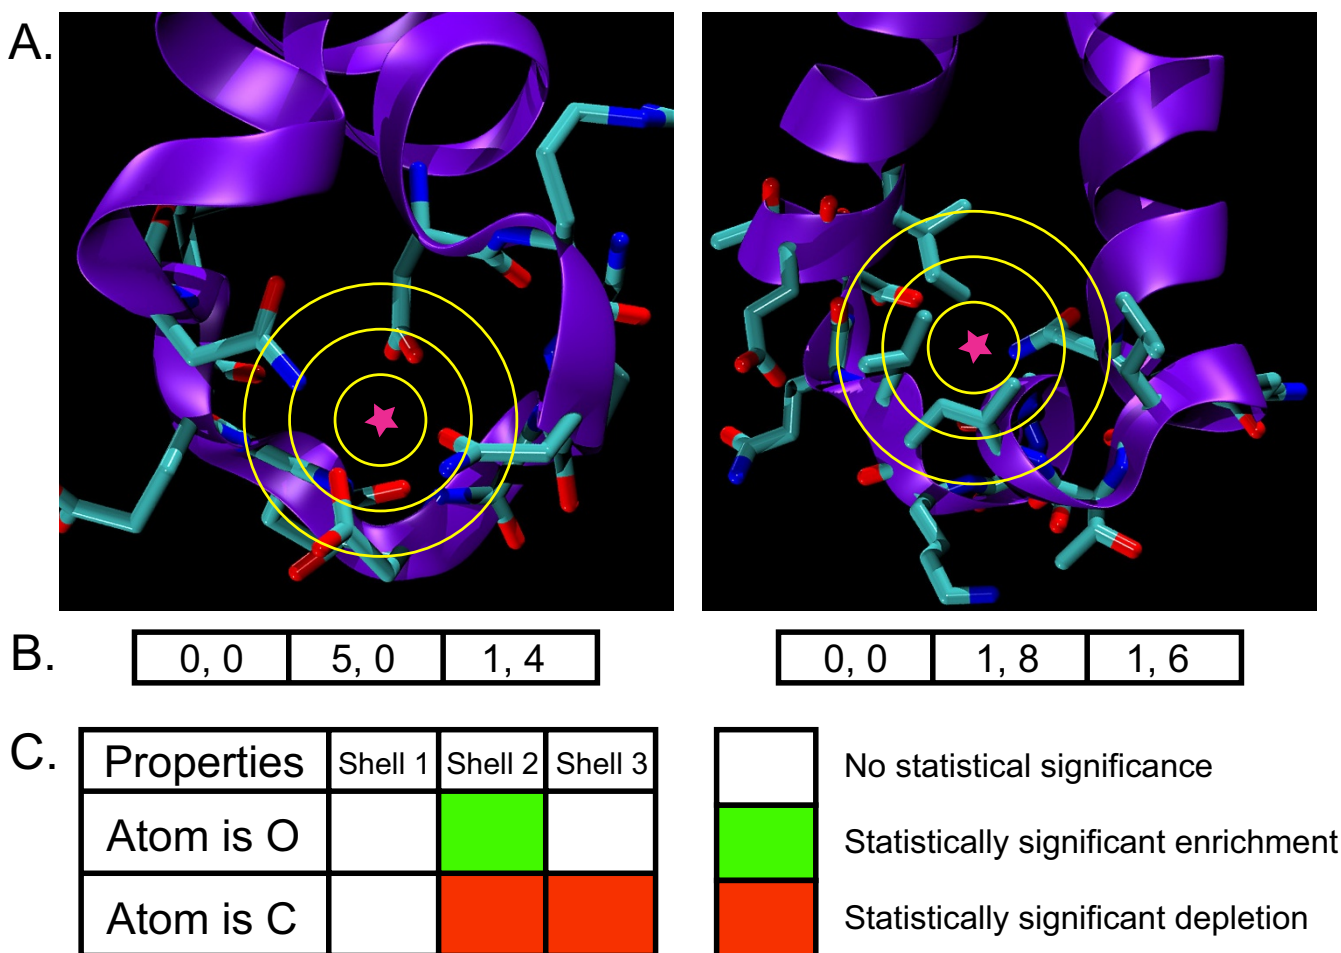 A.
B.
0, 0 5, 0 1, 4
0, 0 1, 8 1, 6
C.
Properties Shell 1 Shell 2 Shell 3
Atom is O
Atom is C
No statistical significance
Statistically significant enrichment
Statistically significant depletion